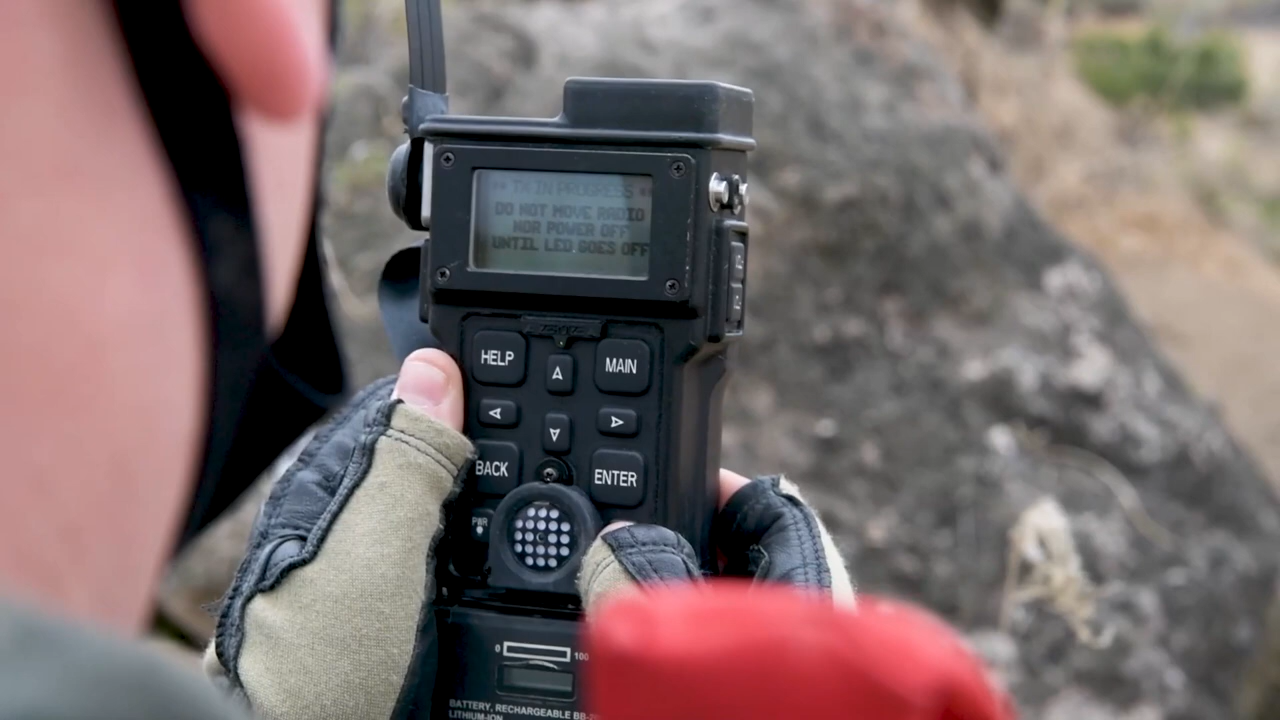 ** TX IN PROGRESS **
DO NOT MOVE RADIO
NOR POWER OFF
UNTIL LED GOES OFF
HELP
MAIN
BACK
ENTER
PWR
0 100
BATTERY, RECHARGEABLE BB-
LITHIUM-ION